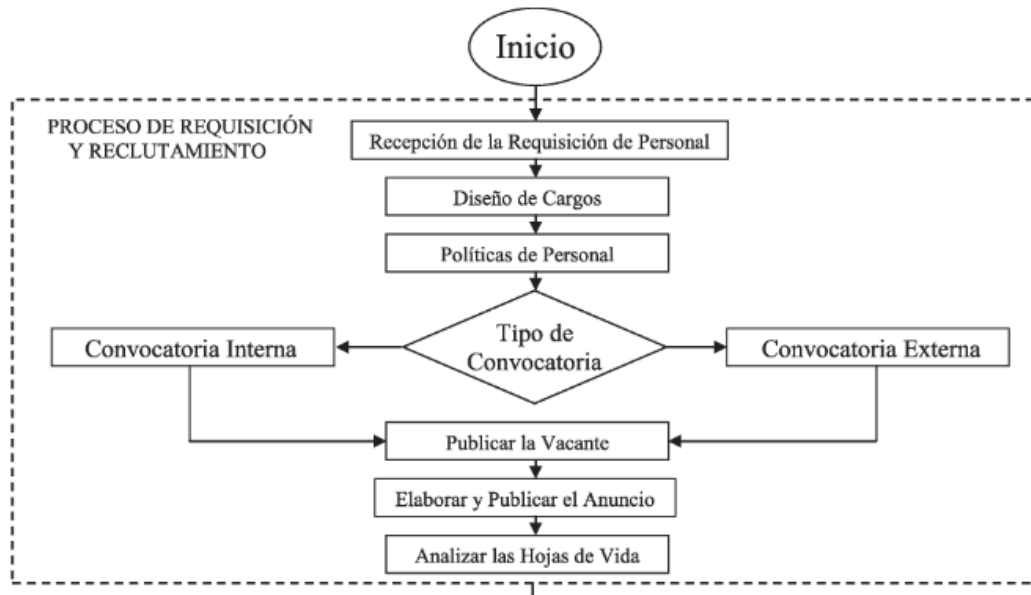 Inicio
PROCESO DE REQUISICIÓN
Y RECLUTAMIENTO
Recepción de la Requisición de Personal
Diseño de Cargos
Políticas de Personal
Tipo de
Convocatoria
Convocatoria Interna
Convocatoria Externa
Publicar la Vacante
Elaborar y Publicar el Anuncio
Analizar las Hojas de Vida